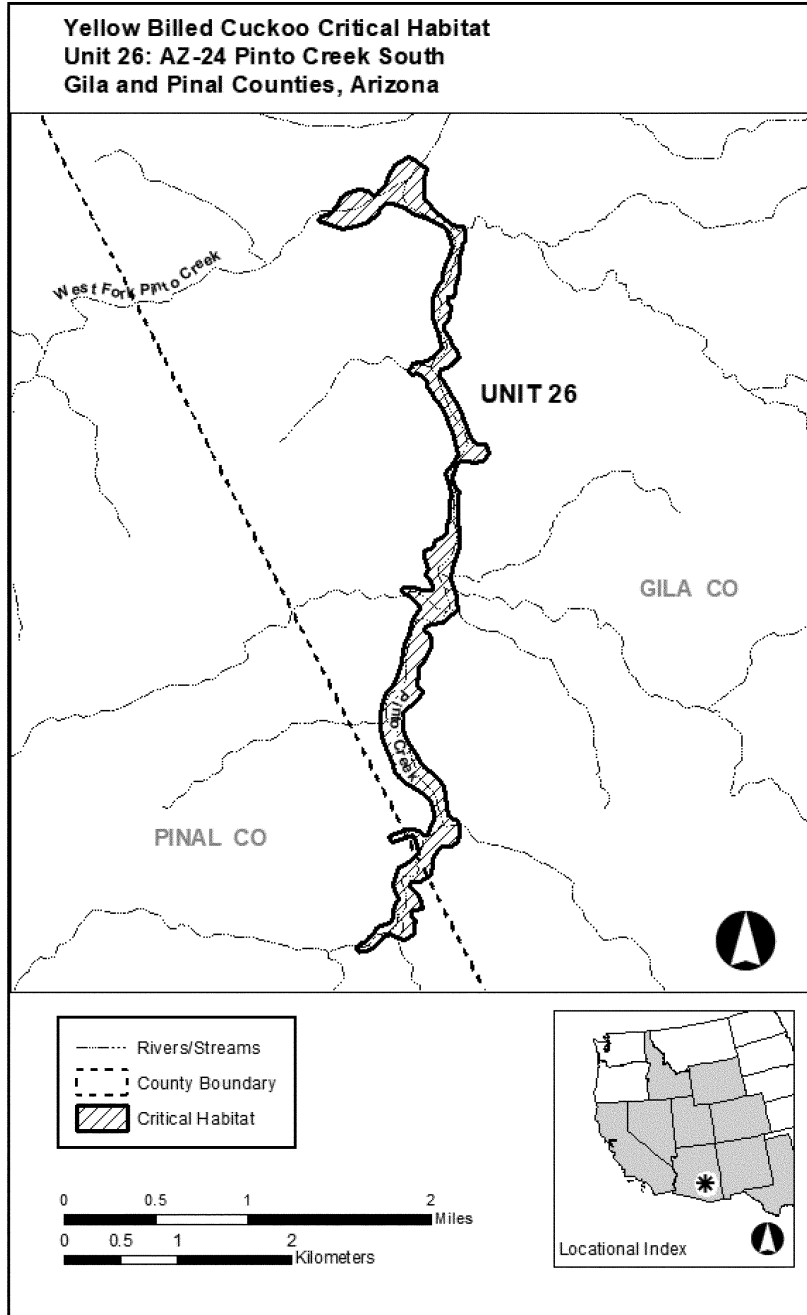 Yellow Billed Cuckoo Critical Habitat
Unit 26: AZ-24 Pinto Creek South
Gila and Pinal Counties, Arizona
West Fork Pinto Creek
UNIT 26
GILA CO
Pinto Creek
PINAL CO
Rivers/Streams
County Boundary
Critical Habitat
0 0.5 1 2
Miles
0 0.5 1 2
Kilometers
Locational Index